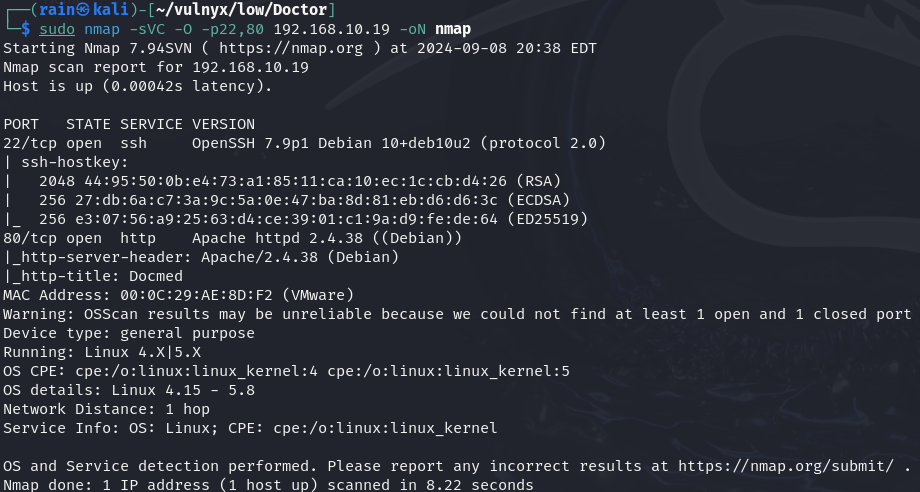 ┌──(rain㉿kali)-[~/vulnyx/low/Doctor]
└─$ sudo nmap -sVC -O -p22,80 192.168.10.19 -oN nmap
Starting Nmap 7.94SVN ( https://nmap.org ) at 2024-09-08 20:38 EDT
Nmap scan report for 192.168.10.19
Host is up (0.00042s latency).

PORT   STATE SERVICE VERSION
22/tcp open  ssh     OpenSSH 7.9p1 Debian 10+deb10u2 (protocol 2.0)
| ssh-hostkey:
|   2048 44:95:50:0b:e4:73:a1:85:11:ca:10:ec:1c:cb:d4:26 (RSA)
|   256 27:db:6a:c7:3a:9c:5a:0e:47:ba:8d:81:eb:d6:d6:3c (ECDSA)
|_  256 e3:07:56:a9:25:63:d4:ce:39:01:c1:9a:d9:fe:de:64 (ED25519)
80/tcp open  http    Apache httpd 2.4.38 ((Debian))
|_http-server-header: Apache/2.4.38 (Debian)
|_http-title: Docmed
MAC Address: 00:0C:29:AE:8D:F2 (VMware)
Warning: OSScan results may be unreliable because we could not find at least 1 open and 1 closed port
Device type: general purpose
Running: Linux 4.X|5.X
OS CPE: cpe:/o:linux:linux_kernel:4 cpe:/o:linux:linux_kernel:5
OS details: Linux 4.15 - 5.8
Network Distance: 1 hop
Service Info: OS: Linux; CPE: cpe:/o:linux:linux_kernel

OS and Service detection performed. Please report any incorrect results at https://nmap.org/submit/ .
Nmap done: 1 IP address (1 host up) scanned in 8.22 seconds